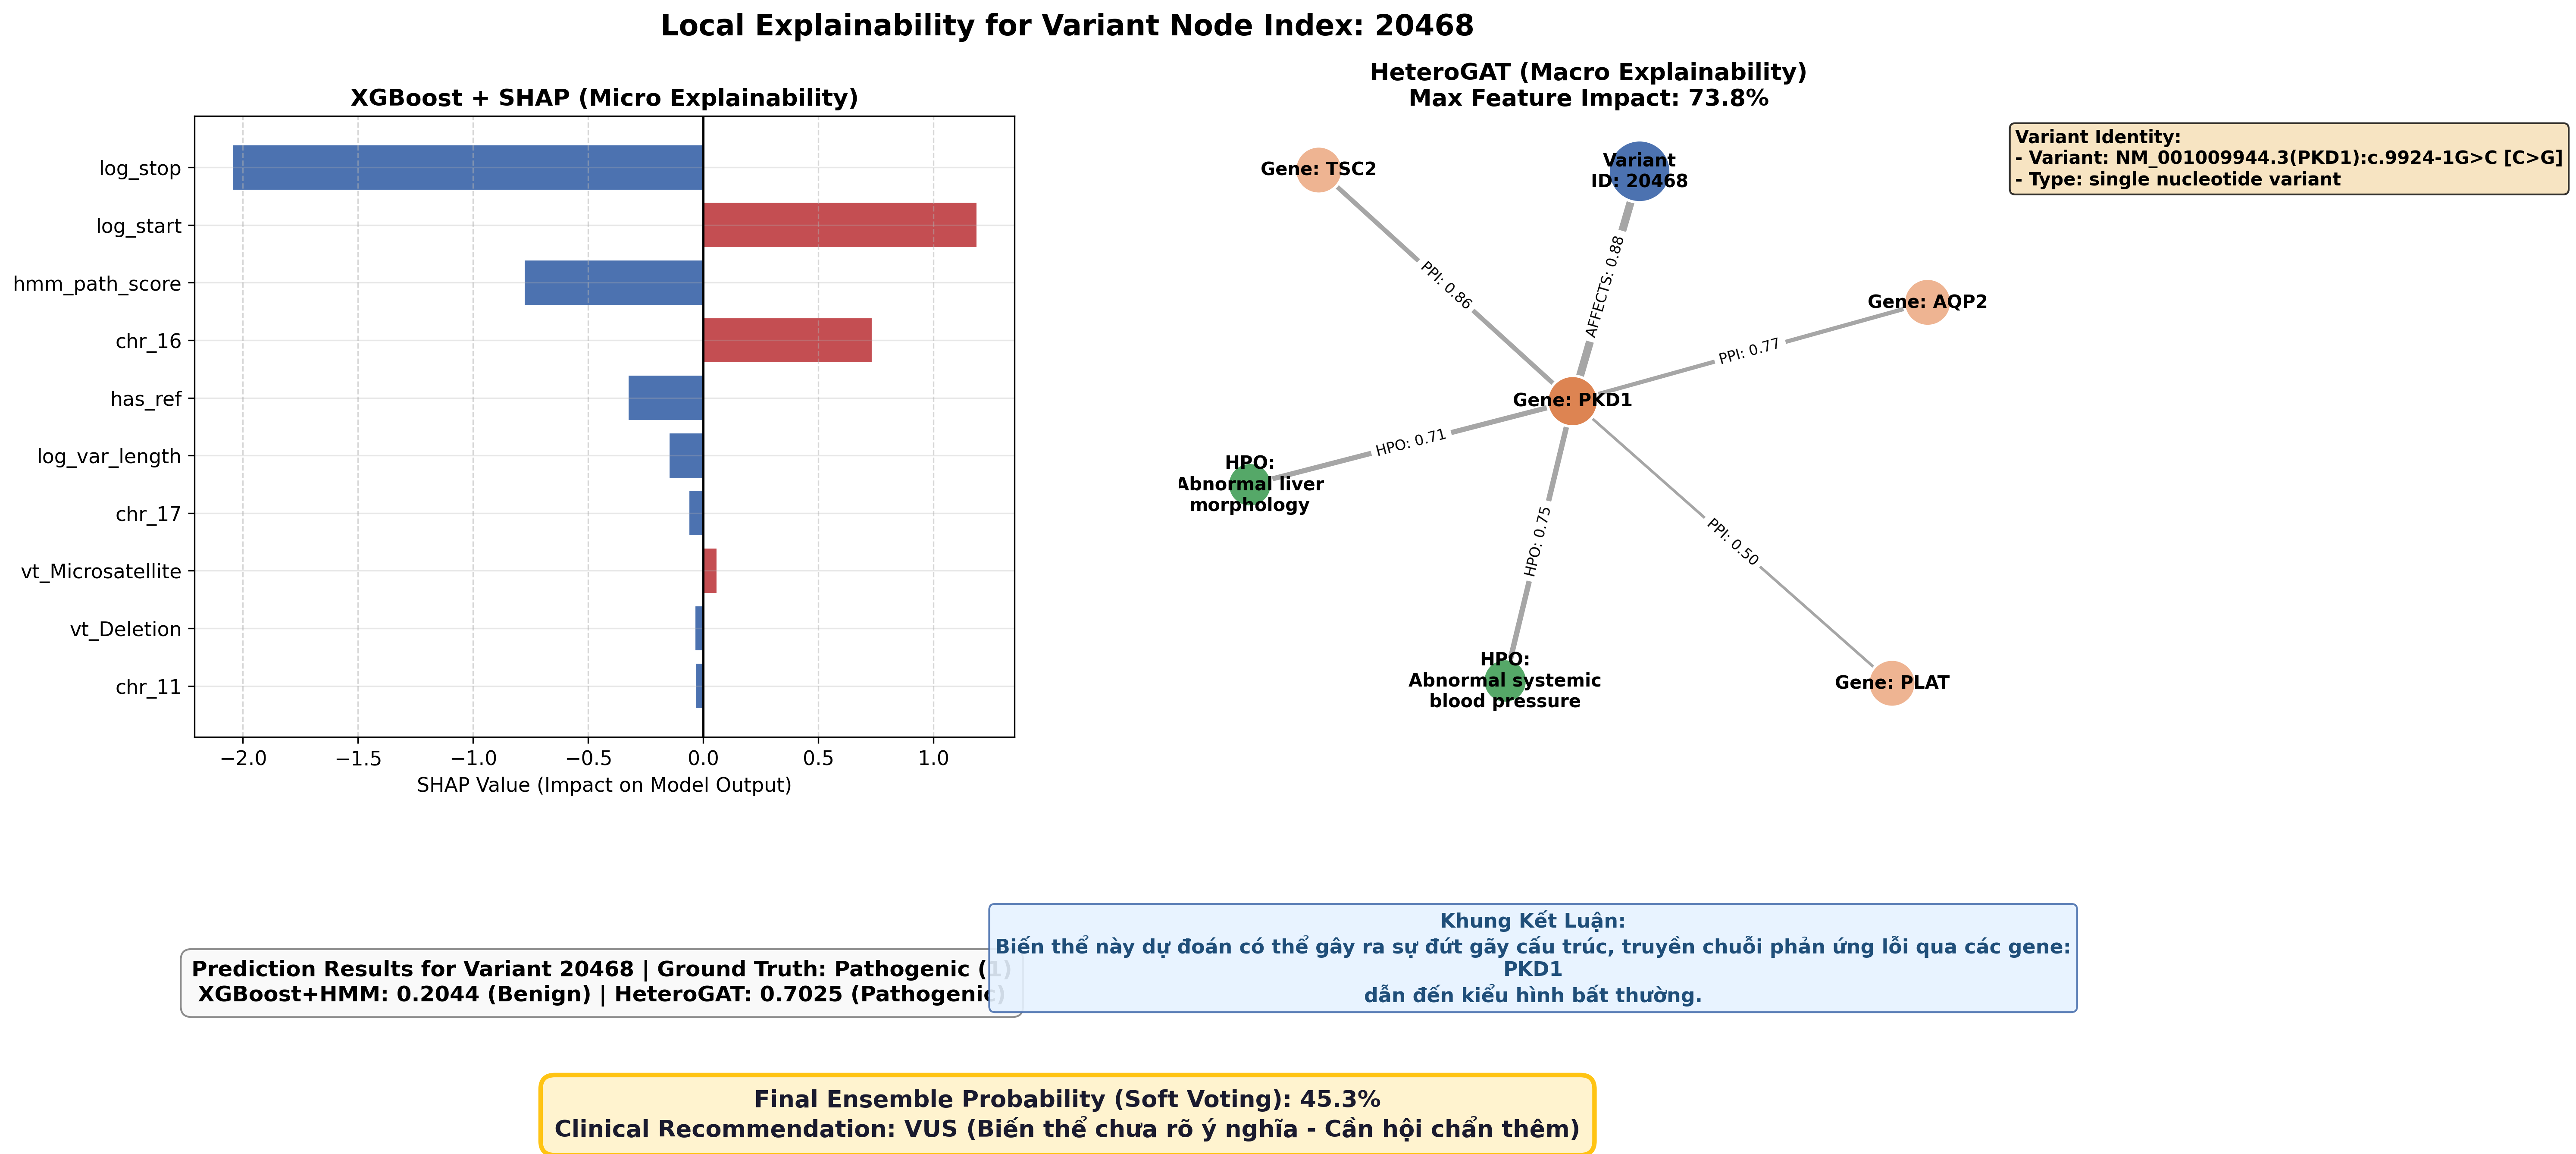 Local Explainability for Variant Node Index: 20468
XGBoost + SHAP (Micro Explainability)
log_stop
log_start
hmm_path_score
chr_16
has_ref
log_var_length
chr_17
vt_Microsatellite
vt_Deletion
chr_11
−2.0
−1.5
−1.0
−0.5
0.0
0.5
1.0
SHAP Value (Impact on Model Output)
HeteroGAT (Macro Explainability)
Max Feature Impact: 73.8%
Gene: TSC2
Variant
ID: 20468
PPI: 0.86
AFFECTS: 0.88
Gene: AQP2
PPI: 0.77
Gene: PKD1
HPO: 0.71
HPO:
Abnormal liver
morphology
HPO: 0.75
PPI: 0.50
HPO:
Abnormal systemic
blood pressure
Gene: PLAT
Variant Identity:
- Variant: NM_001009944.3(PKD1):c.9924-1G>C [C>G]
- Type: single nucleotide variant
Prediction Results for Variant 20468 | Ground Truth: Pathogenic (1)
XGBoost+HMM: 0.2044 (Benign) | HeteroGAT: 0.7025 (Pathogenic)
Khung Kết Luận:
Biến thể này dự đoán có thể gây ra sự đứt gãy cấu trúc, truyền chuỗi phản ứng lỗi qua các gene:
PKD1
dẫn đến kiểu hình bất thường.
Final Ensemble Probability (Soft Voting): 45.3%
Clinical Recommendation: VUS (Biến thể chưa rõ ý nghĩa - Cần hội chẩn thêm)